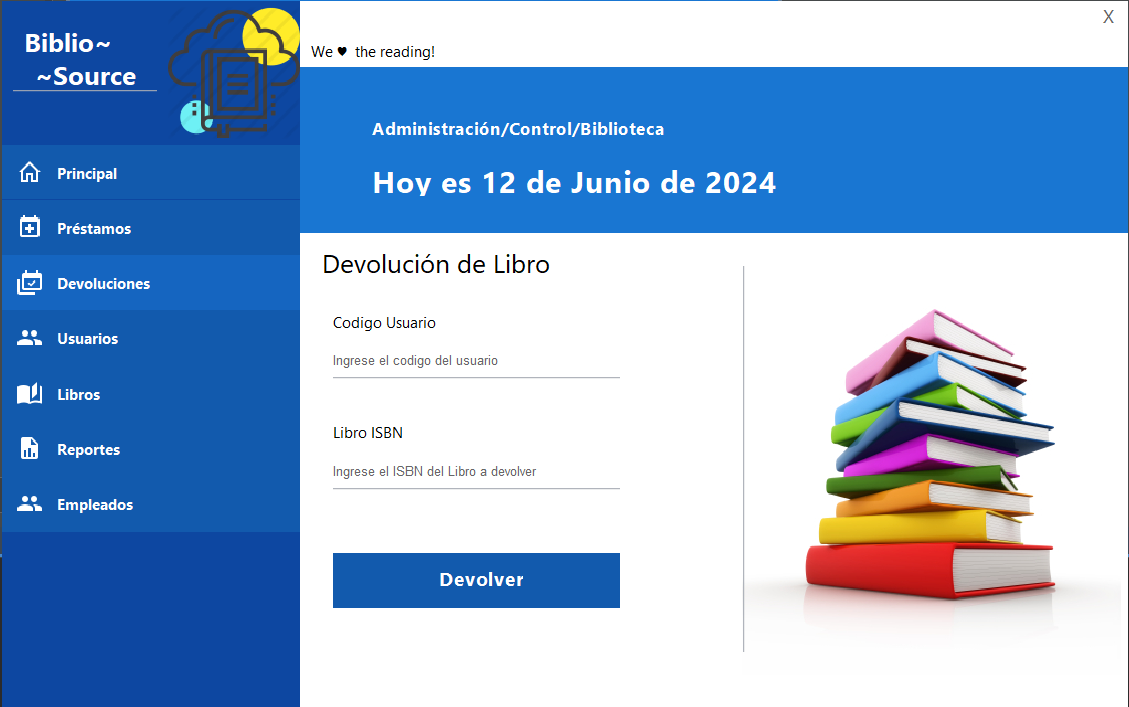 Biblio~
~Source
Principal
Préstamos
Devoluciones
Usuarios
Libros
Reportes
Empleados
X
We ♥ the reading!
Administración/Control/Biblioteca
Hoy es 12 de Junio de 2024
Devolución de Libro
Codigo Usuario
Ingrese el codigo del usuario
Libro ISBN
Ingrese el ISBN del Libro a devolver
Devolver